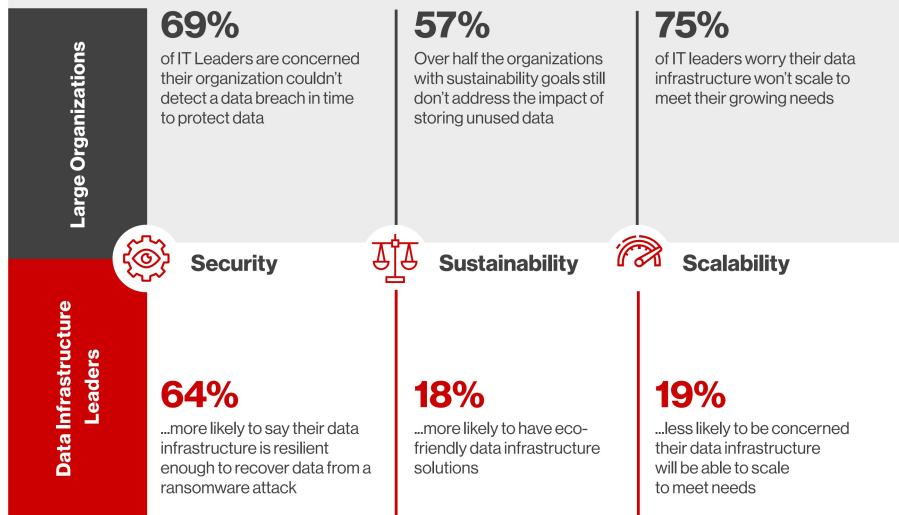 Large Organizations
69%
of IT Leaders are concerned
their organization couldn't
detect a data breach in time
to protect data
57%
Over half the organizations
with sustainability goals still
don't address the impact of
storing unused data
75%
of IT leaders worry their data
infrastructure won't scale to
meet their growing needs
Security
Sustainability
Scalability
Data Infrastructure
Leaders
64%
...more likely to say their data
infrastructure is resilient
enough to recover data from a
ransomware attack
18%
...more likely to have eco-
friendly data infrastructure
solutions
19%
...less likely to be concerned
their data infrastructure
will be able to scale
to meet needs